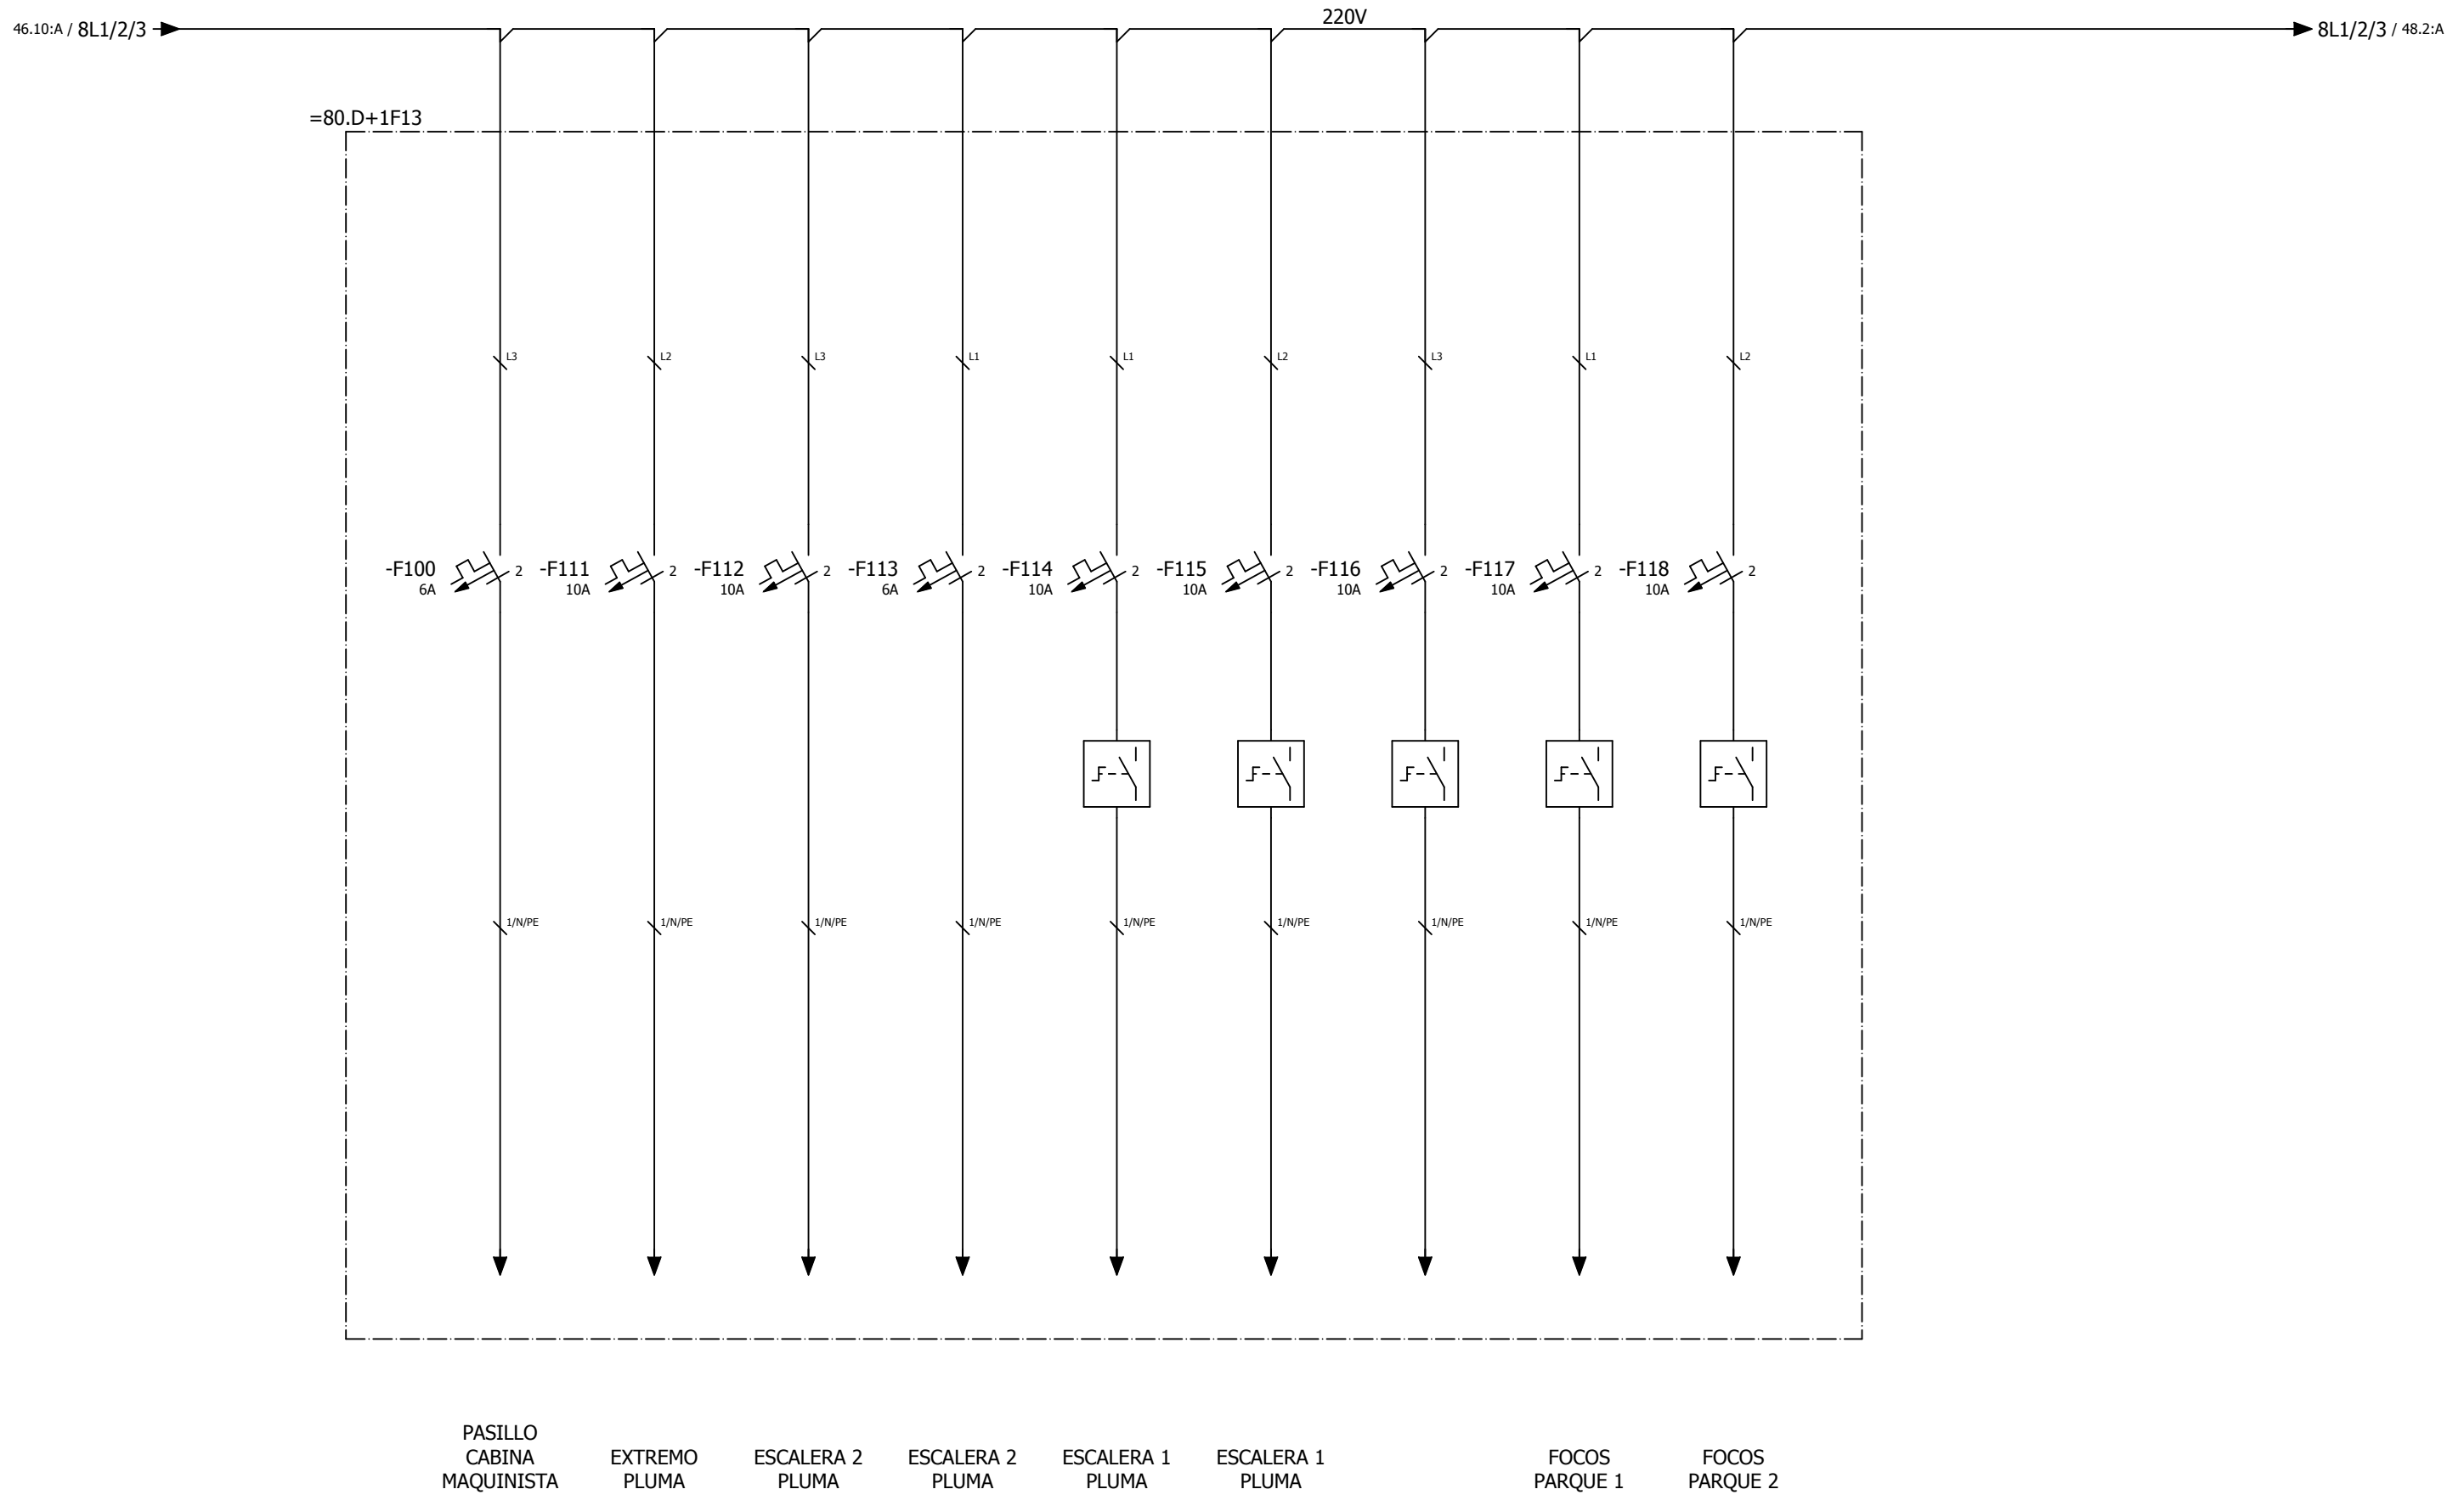 220V
46.10:A / 8L1/2/3
8L1/2/3 / 48.2:A
=80.D+1F13
L3 L2 L3 L1 L1 L2 L3 L1 L2
-F100 2 -F111 2 -F112 2 -F113 2 -F114 2 -F115 2 -F116 2 -F117 2 -F118 2
6A 10A 10A 6A 10A 10A 10A 10A 10A
1/N/PE 1/N/PE 1/N/PE 1/N/PE 1/N/PE 1/N/PE 1/N/PE 1/N/PE 1/N/PE
PASILLO
CABINA
MAQUINISTA
EXTREMO
PLUMA
ESCALERA 2
PLUMA
ESCALERA 2
PLUMA
ESCALERA 1
PLUMA
ESCALERA 1
PLUMA
FOCOS
PARQUE 1
FOCOS
PARQUE 2